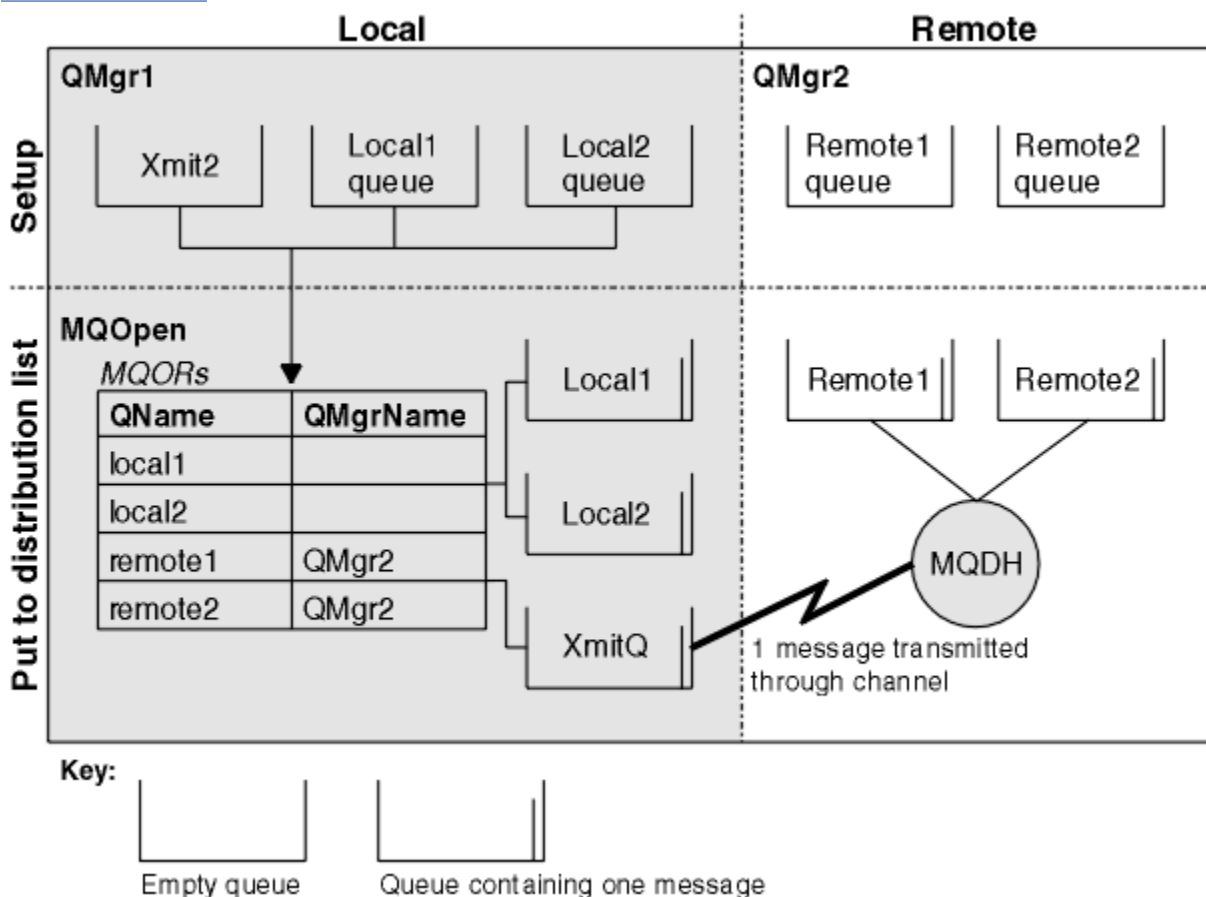 Local
Remote
Setup
QMgr1
Xmit2
Local1
queue
Local2
queue
QMgr2
Remote1
queue
Remote2
queue
Put to distribution list
MQOpen
MQORs
QName QMgrName
local1
local2
remote1 QMgr2
remote2 QMgr2
Local1
Local2
XmitQ
Remote1
Remote2
MQDH
1 message transmitted
through channel
Key:
Empty queue
Queue containing one message